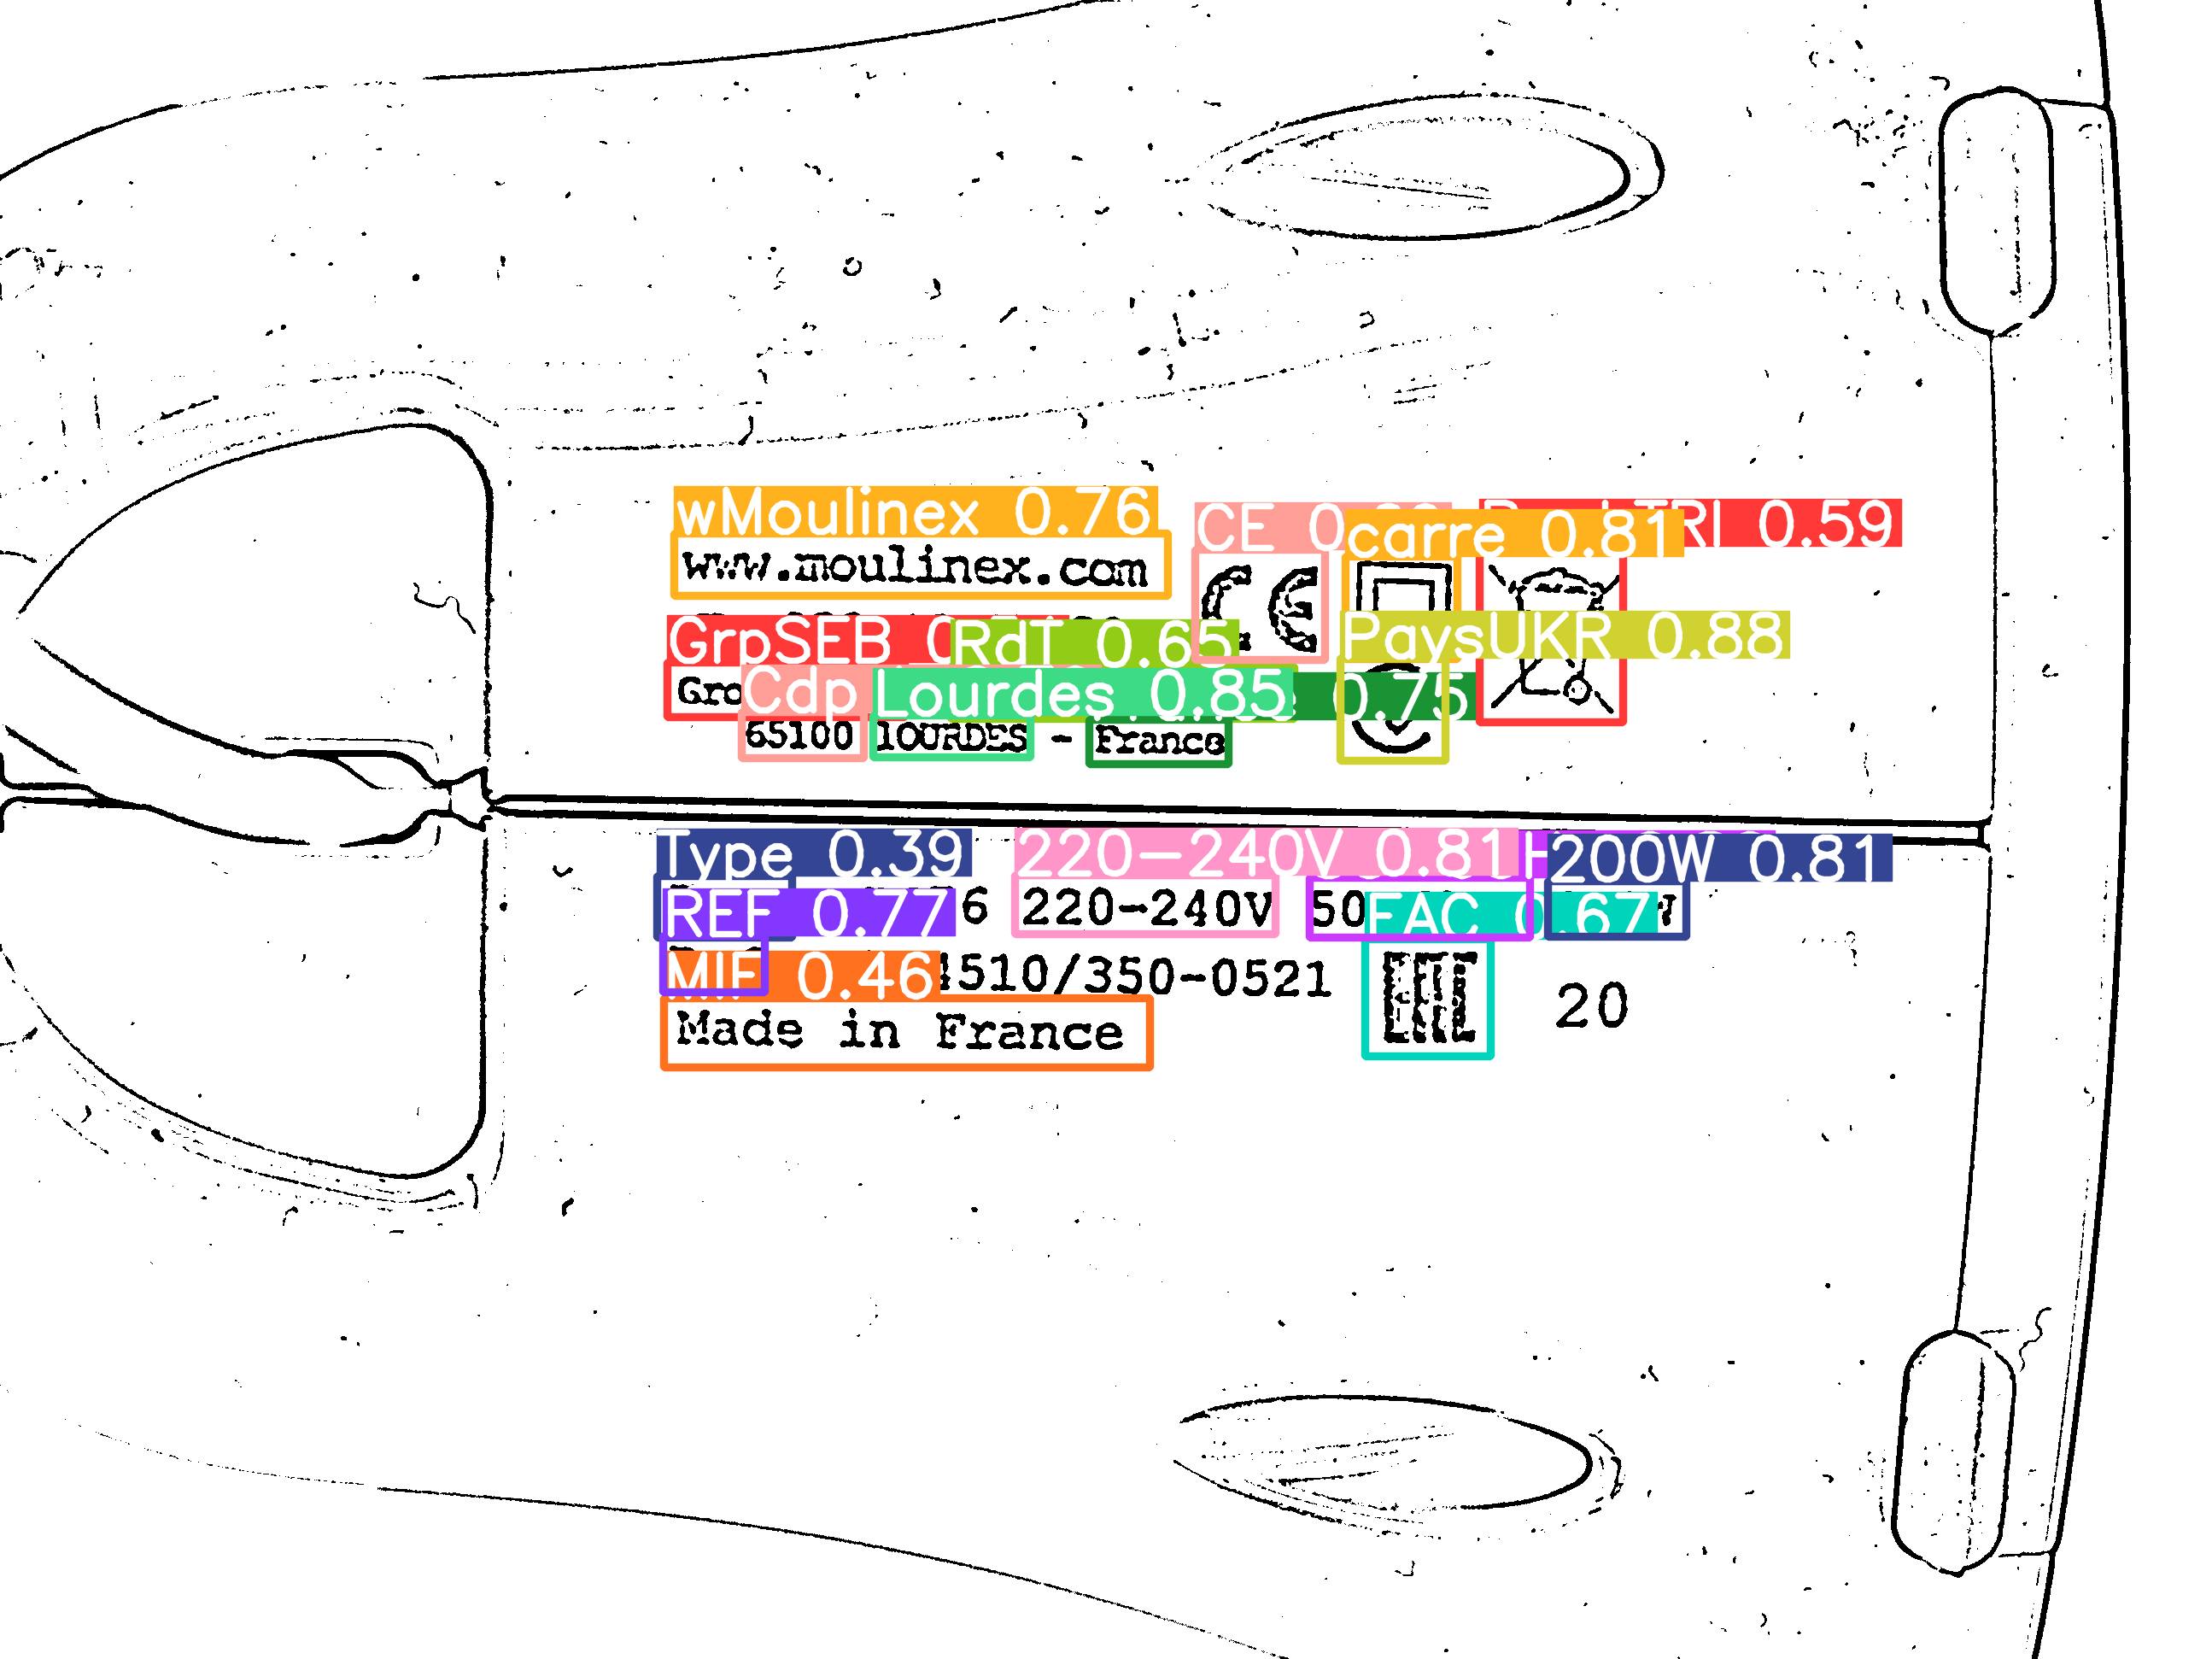 wMoulinex 0.76
CE 0
carre 0.81
RI 0.59
www.moulinex.com
CE
GrpSEB 0
RdT 0.65
PaysUKR 0.88
Gro
Cdp
Lourdes 0.85
0.75
65100 lOURDES - France
Type 0.39
220-240V 0.81
200W 0.81
REF 0.77
6
220-240V
50
FAC 0.67
W
MIF 0.46
4510/350-0521
Made in France
20